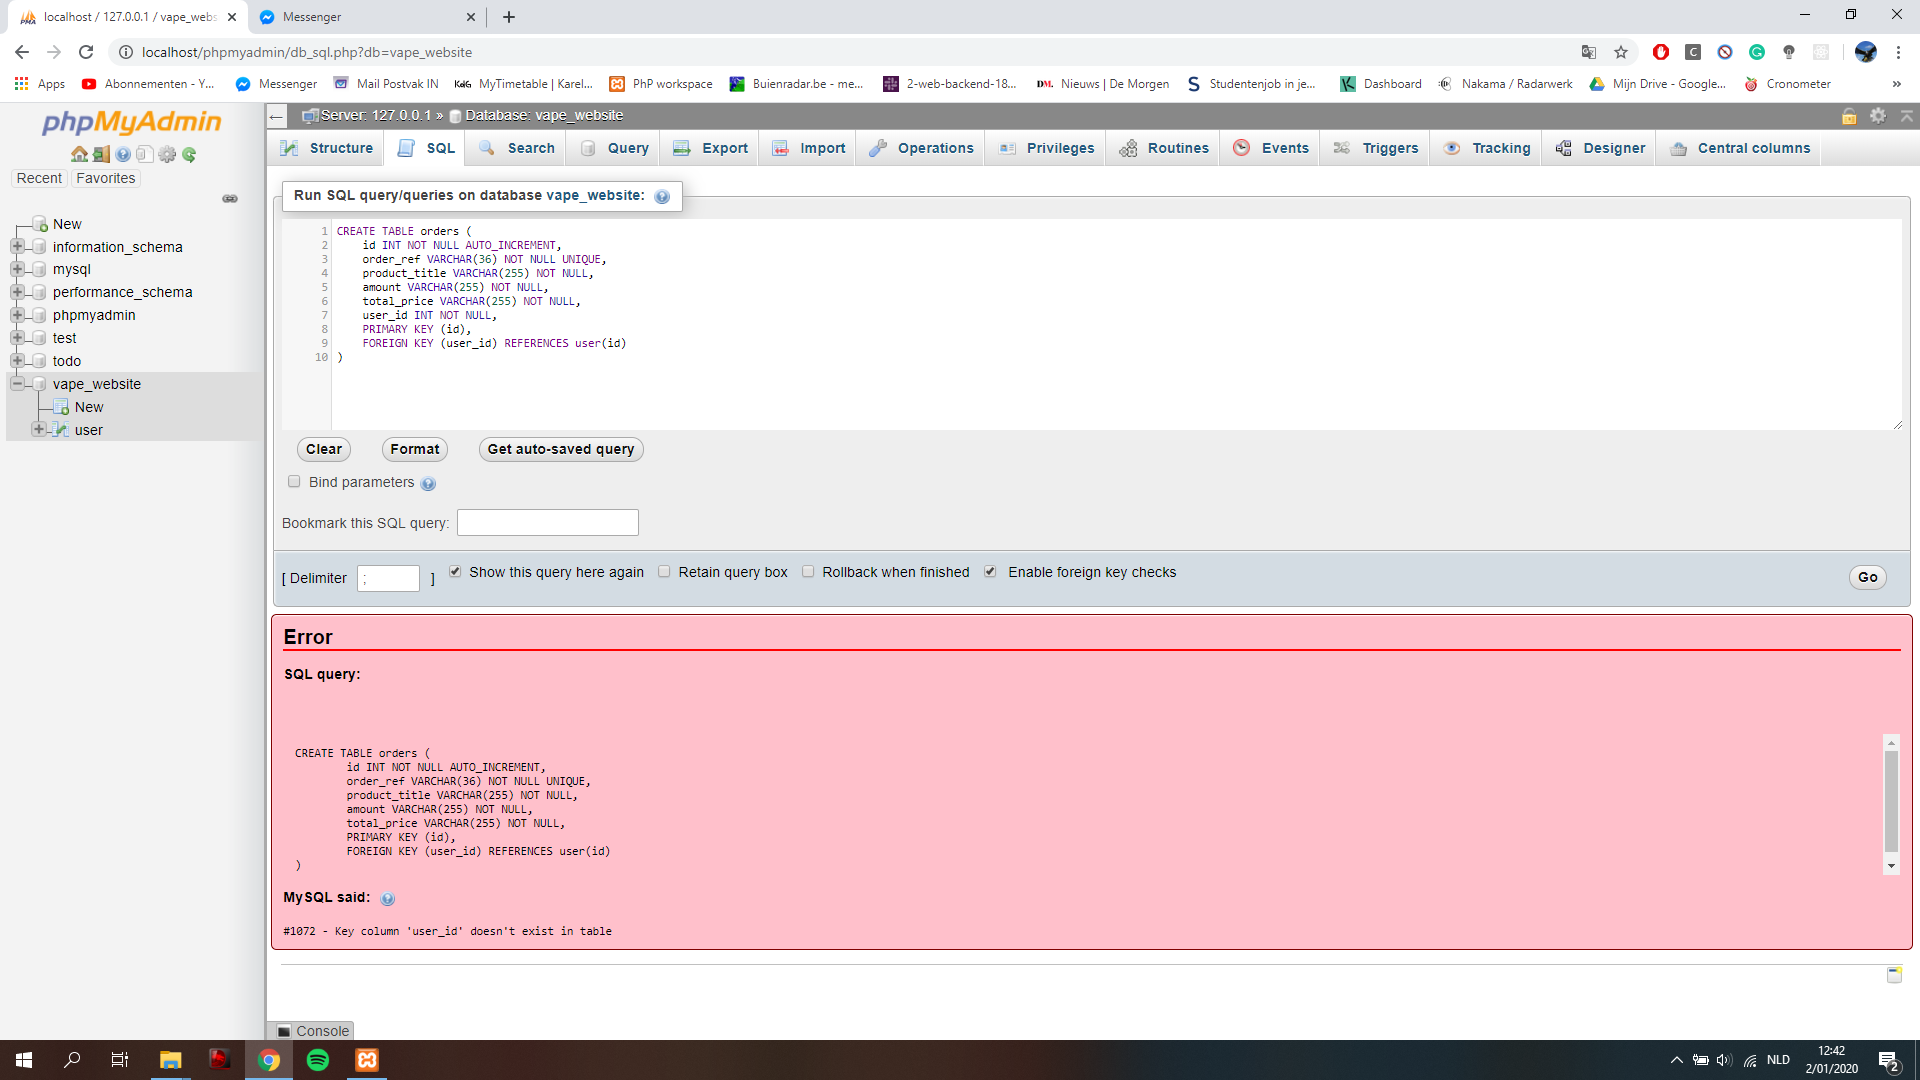 localhost / 127.0.0.1 / vape_webs
Messenger
localhost/phpmyadmin/db_sql.php?db=vape_website
Apps
Abonnementen - Y...
Messenger
Mail Postvak IN
KdG MyTimetable | Karel...
PhP workspace
Buienradar.be - me...
2-web-backend-18...
DM. Nieuws | De Morgen
S Studentenjob in je...
Dashboard
Nakama / Radarwerk
Mijn Drive - Google...
Cronometer
»
phpMyAdmin
Recent Favorites
New
information_schema
mysql
performance_schema
phpmyadmin
test
todo
vape_website
New
user
Server: 127.0.0.1 » Database: vape_website
Structure SQL Search Query Export Import Operations Privileges Routines Events Triggers Tracking Designer Central columns
Run SQL query/queries on database vape_website:
1 CREATE TABLE orders (
2 id INT NOT NULL AUTO_INCREMENT,
3 order_ref VARCHAR(36) NOT NULL UNIQUE,
4 product_title VARCHAR(255) NOT NULL,
5 amount VARCHAR(255) NOT NULL,
6 total_price VARCHAR(255) NOT NULL,
7 user_id INT NOT NULL,
8 PRIMARY KEY (id),
9 FOREIGN KEY (user_id) REFERENCES user(id)
10 )
Clear Format Get auto-saved query
Bind parameters
Bookmark this SQL query:
[ Delimiter ; ] Show this query here again Retain query box Rollback when finished Enable foreign key checks
Go
Error
SQL query:
CREATE TABLE orders (
id INT NOT NULL AUTO_INCREMENT,
order_ref VARCHAR(36) NOT NULL UNIQUE,
product_title VARCHAR(255) NOT NULL,
amount VARCHAR(255) NOT NULL,
total_price VARCHAR(255) NOT NULL,
PRIMARY KEY (id),
FOREIGN KEY (user_id) REFERENCES user(id)
)
MySQL said:
#1072 - Key column 'user_id' doesn't exist in table
Console
NLD
12:42
2/01/2020
2